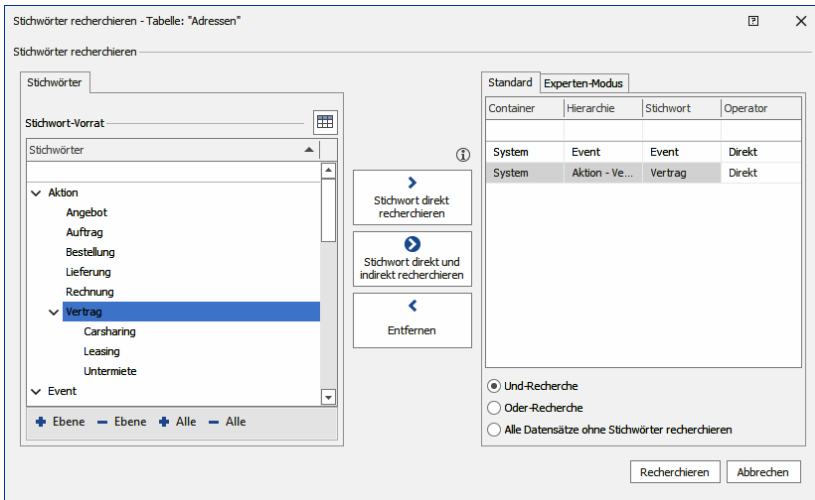 Stichwörter recherchieren - Tabelle: "Adressen"
Stichwörter recherchieren
Stichwörter
Stichwort-Vorrat
Stichwörter
Aktion
Angebot
Auftrag
Bestellung
Lieferung
Rechnung
Vertrag
Carsharing
Leasing
Untermiete
Event
Ebene Ebene Alle Alle
Stichwort direkt
recherchieren
Stichwort direkt und
indirekt recherchieren
Entfernen
Standard Experten-Modus
Container Hierarchie Stichwort Operator
System Event Event Direkt
System Aktion - Ve... Vertrag Direkt
Und-Recherche
Oder-Recherche
Alle Datensätze ohne Stichwörter recherchieren
Recherchieren Abbrechen